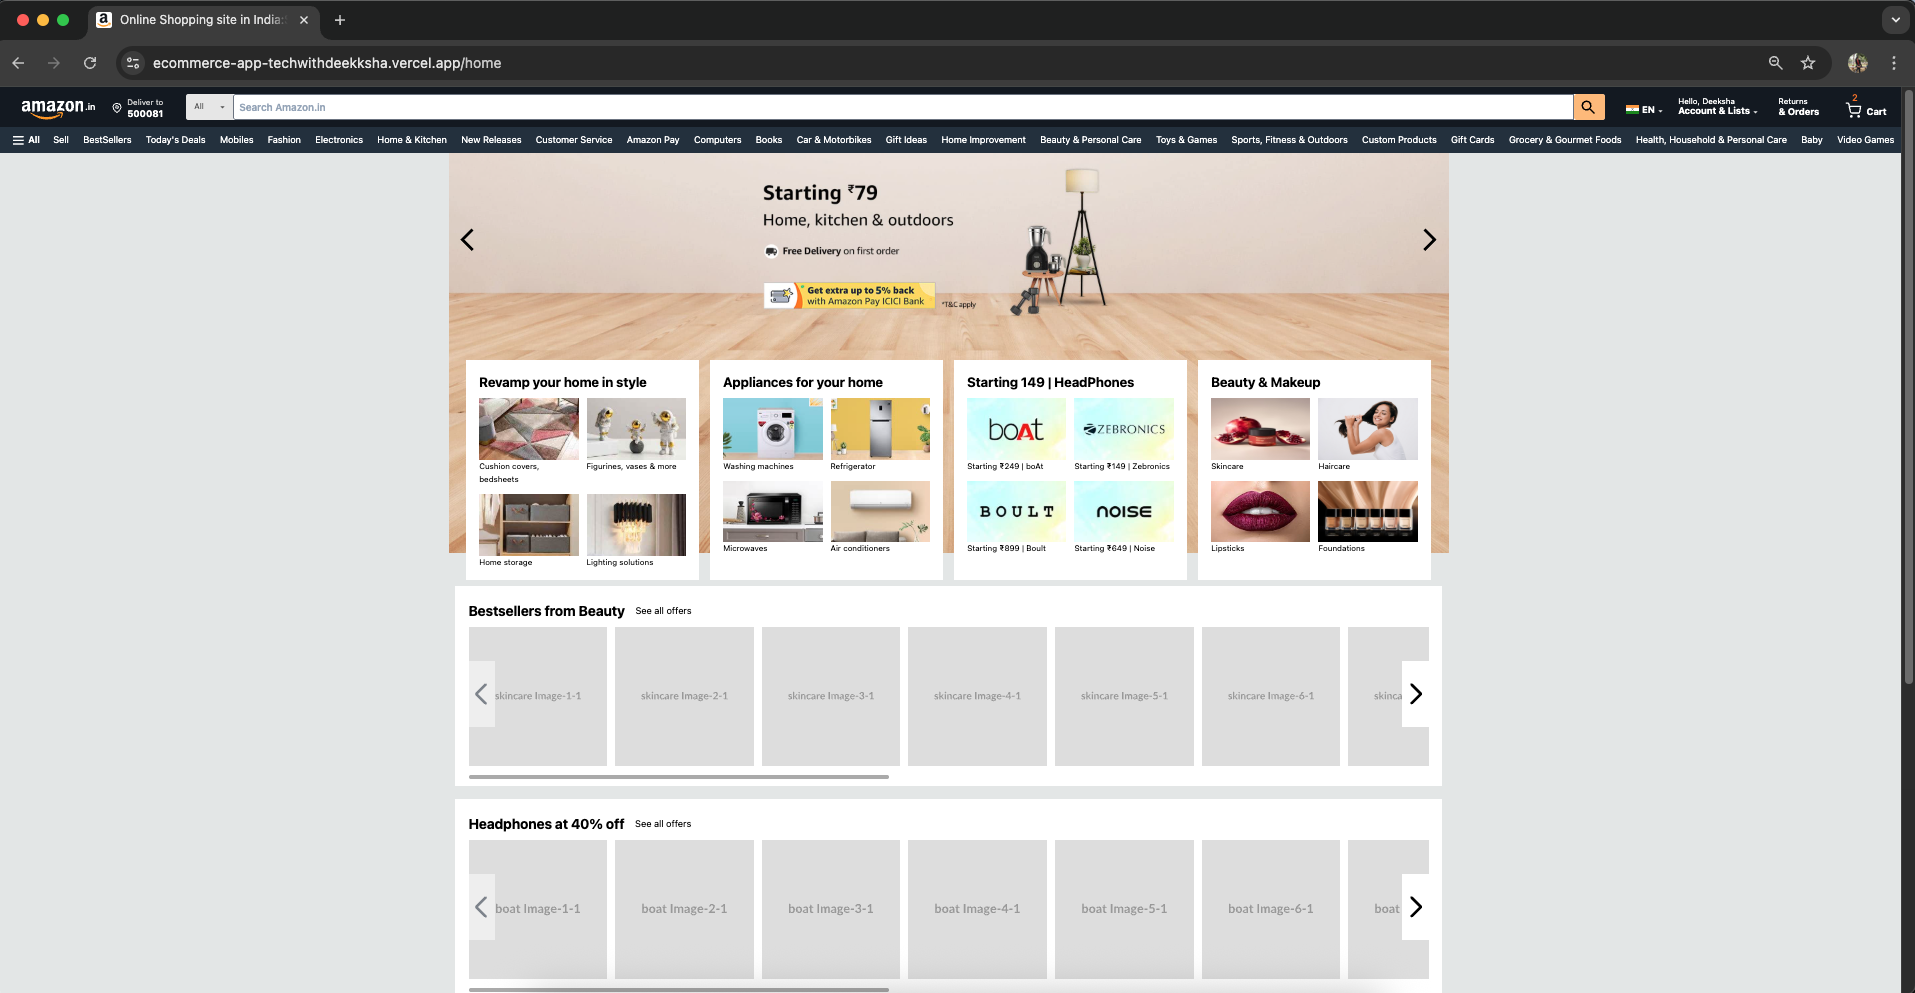 Online Shopping site in India:
ecommerce-app-techwithdeekksha.vercel.app/home
amazon.in
Deliver to
500081
All
Search Amazon.in
EN
Hello, Deeksha
Account & Lists
Returns
& Orders
2
Cart
All Sell BestSellers Today's Deals Mobiles Fashion Electronics Home & Kitchen New Releases Customer Service Amazon Pay Computers Books Car & Motorbikes Gift Ideas Home Improvement Beauty & Personal Care Toys & Games Sports, Fitness & Outdoors Custom Products Gift Cards Grocery & Gourmet Foods Health, Household & Personal Care Baby Video Games
Starting ₹79
Home, kitchen & outdoors
Free Delivery on first order
Get extra up to 5% back
with Amazon Pay ICICI Bank
*T&C apply
Revamp your home in style
Cushion covers,
bedsheets
Figurines, vases & more
Home storage
Lighting solutions
Appliances for your home
Washing machines
Refrigerator
Microwaves
Air conditioners
Starting 149 | HeadPhones
boAt
ZEBRONICS
Starting ₹249 | boAt
Starting ₹149 | Zebronics
BOULT
NOISE
Starting ₹899 | Boult
Starting ₹649 | Noise
Beauty & Makeup
Skincare
Haircare
Lipsticks
Foundations
Bestsellers from Beauty See all offers
skincare Image-1-1
skincare Image-2-1
skincare Image-3-1
skincare Image-4-1
skincare Image-5-1
skincare Image-6-1
skinca
Headphones at 40% off See all offers
boat Image-1-1
boat Image-2-1
boat Image-3-1
boat Image-4-1
boat Image-5-1
boat Image-6-1
boat